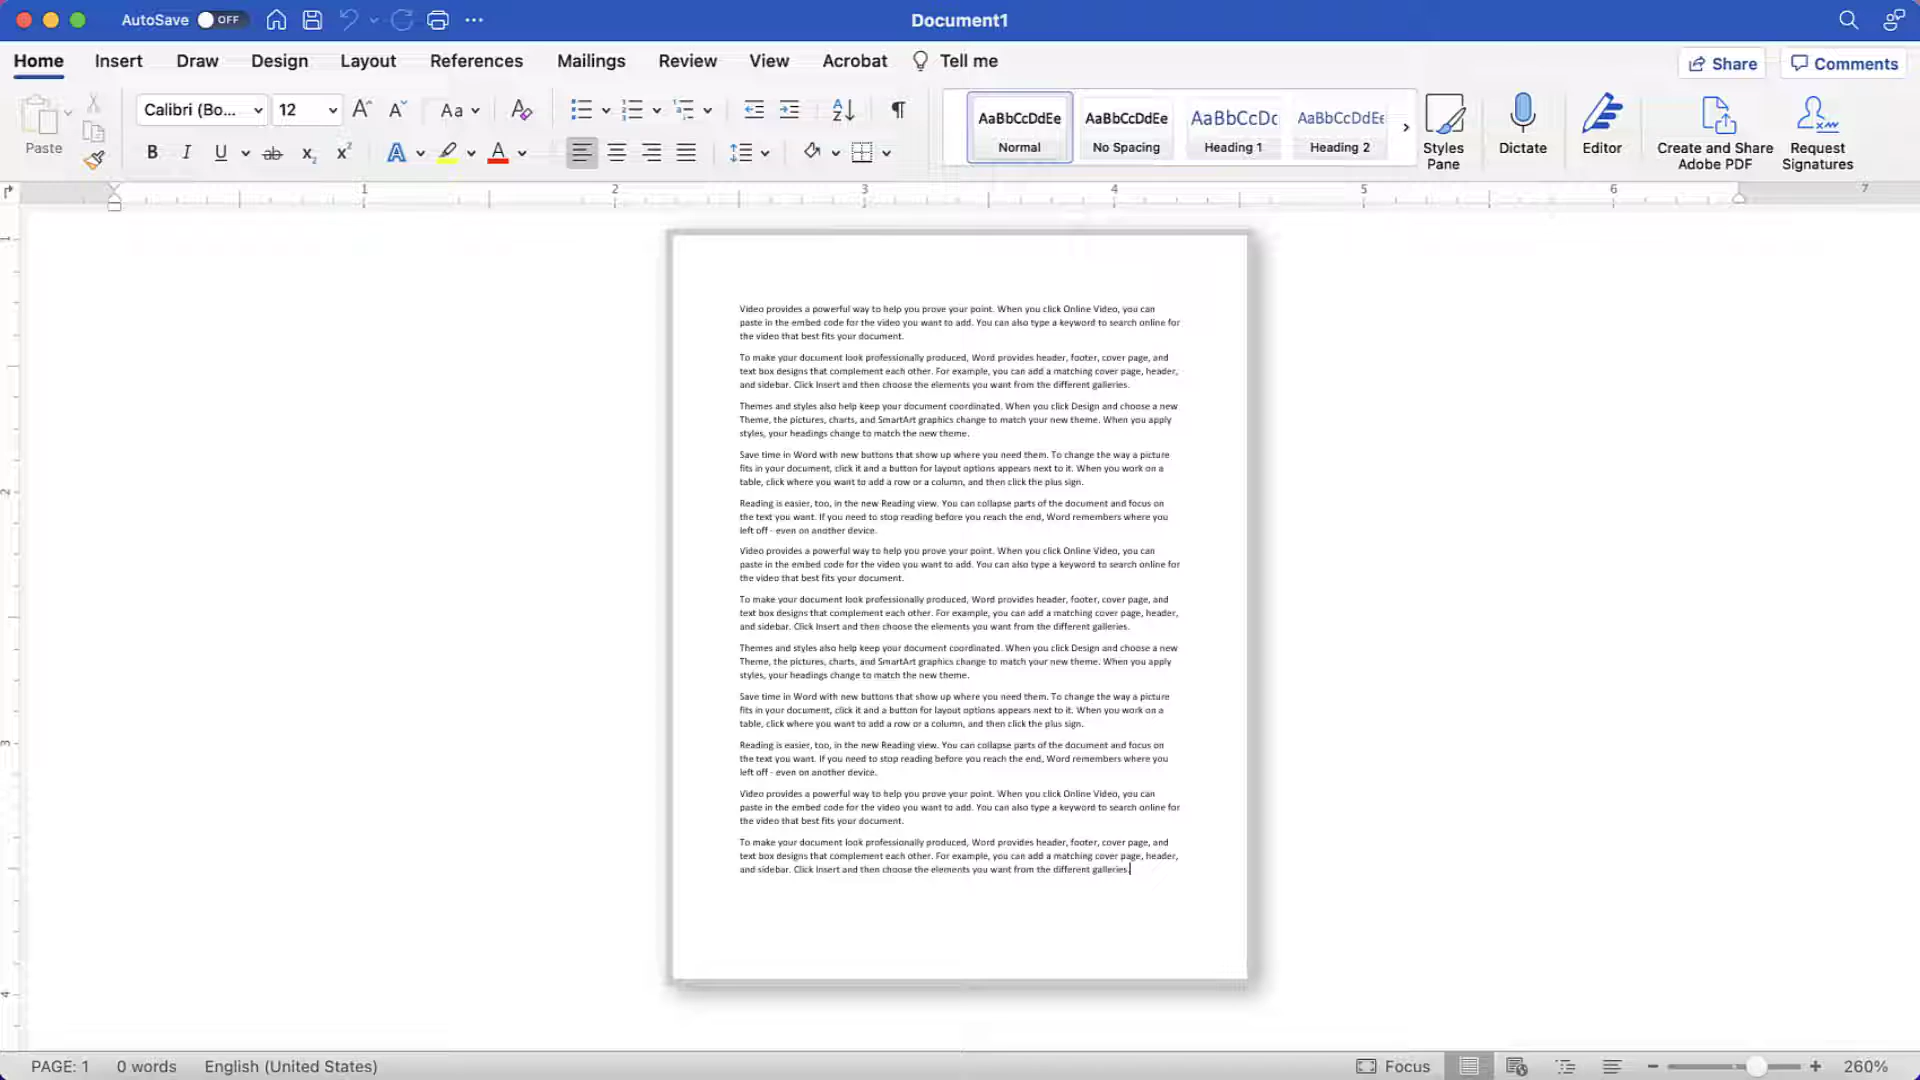 AutoSave OFF Document1
Home Insert Draw Design Layout References Mailings Review View Acrobat Tell me Share Comments
Calibri (Bo... 12 Aa
Paste
B I U ab x₂ x² A A
AaBbCcDdEe AaBbCcDdEe AaBbCcDc AaBbCcDdEe
Normal No Spacing Heading 1 Heading 2
Styles Pane
Dictate
Editor
Create and Share Adobe PDF
Request Signatures
1 2 3 4 5 6 7
Video provides a powerful way to help you prove your point. When you click Online Video, you can
paste in the embed code for the video you want to add. You can also type a keyword to search online for
the video that best fits your document.
To make your document look professionally produced, Word provides header, footer, cover page, and
text box designs that complement each other. For example, you can add a matching cover page, header,
and sidebar. Click Insert and then choose the elements you want from the different galleries.
Themes and styles also help keep your document coordinated. When you click Design and choose a new
Theme, the pictures, charts, and SmartArt graphics change to match your new theme. When you apply
styles, your headings change to match the new theme.
Save time in Word with new buttons that show up where you need them. To change the way a picture
fits in your document, click it and a button for layout options appears next to it. When you work on a
table, click where you want to add a row or a column, and then click the plus sign.
Reading is easier, too, in the new Reading view. You can collapse parts of the document and focus on
the text you want. If you need to stop reading before you reach the end, Word remembers where you
left off - even on another device.
Video provides a powerful way to help you prove your point. When you click Online Video, you can
paste in the embed code for the video you want to add. You can also type a keyword to search online for
the video that best fits your document.
To make your document look professionally produced, Word provides header, footer, cover page, and
text box designs that complement each other. For example, you can add a matching cover page, header,
and sidebar. Click Insert and then choose the elements you want from the different galleries.
Themes and styles also help keep your document coordinated. When you click Design and choose a new
Theme, the pictures, charts, and SmartArt graphics change to match your new theme. When you apply
styles, your headings change to match the new theme.
Save time in Word with new buttons that show up where you need them. To change the way a picture
fits in your document, click it and a button for layout options appears next to it. When you work on a
table, click where you want to add a row or a column, and then click the plus sign.
Reading is easier, too, in the new Reading view. You can collapse parts of the document and focus on
the text you want. If you need to stop reading before you reach the end, Word remembers where you
left off - even on another device.
Video provides a powerful way to help you prove your point. When you click Online Video, you can
paste in the embed code for the video you want to add. You can also type a keyword to search online for
the video that best fits your document.
To make your document look professionally produced, Word provides header, footer, cover page, and
text box designs that complement each other. For example, you can add a matching cover page, header,
and sidebar. Click Insert and then choose the elements you want from the different galleries.
1
2
3
4
PAGE: 1 0 words English (United States) Focus 260%